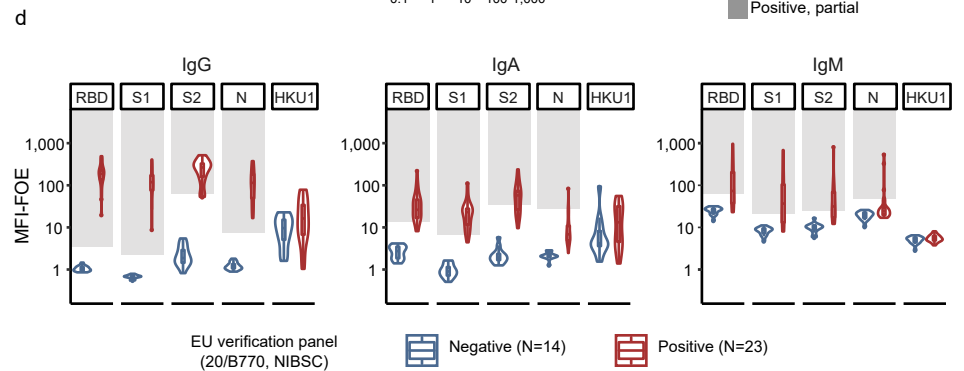 d
Positive, partial
IgG
IgA
IgM
RBD S1 S2 N HKU1
RBD S1 S2 N HKU1
RBD S1 S2 N HKU1
MFI-FOE
1,000
100
10
1
1,000
100
10
1
1,000
100
10
1
EU verification panel
(20/B770, NIBSC)
Negative (N=14)
Positive (N=23)